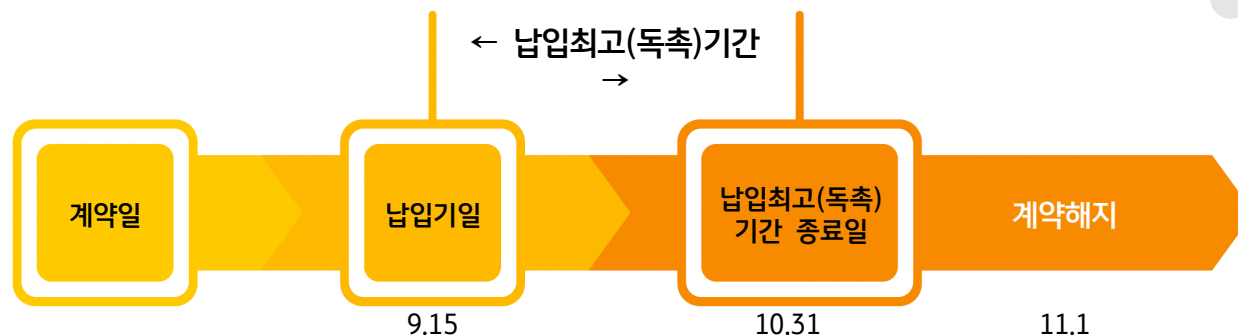 ← 납입최고(독촉)기간
→
계약일
납입기일
납입최고(독촉)
기간 종료일
계약해지
9.15
10.31
11.1